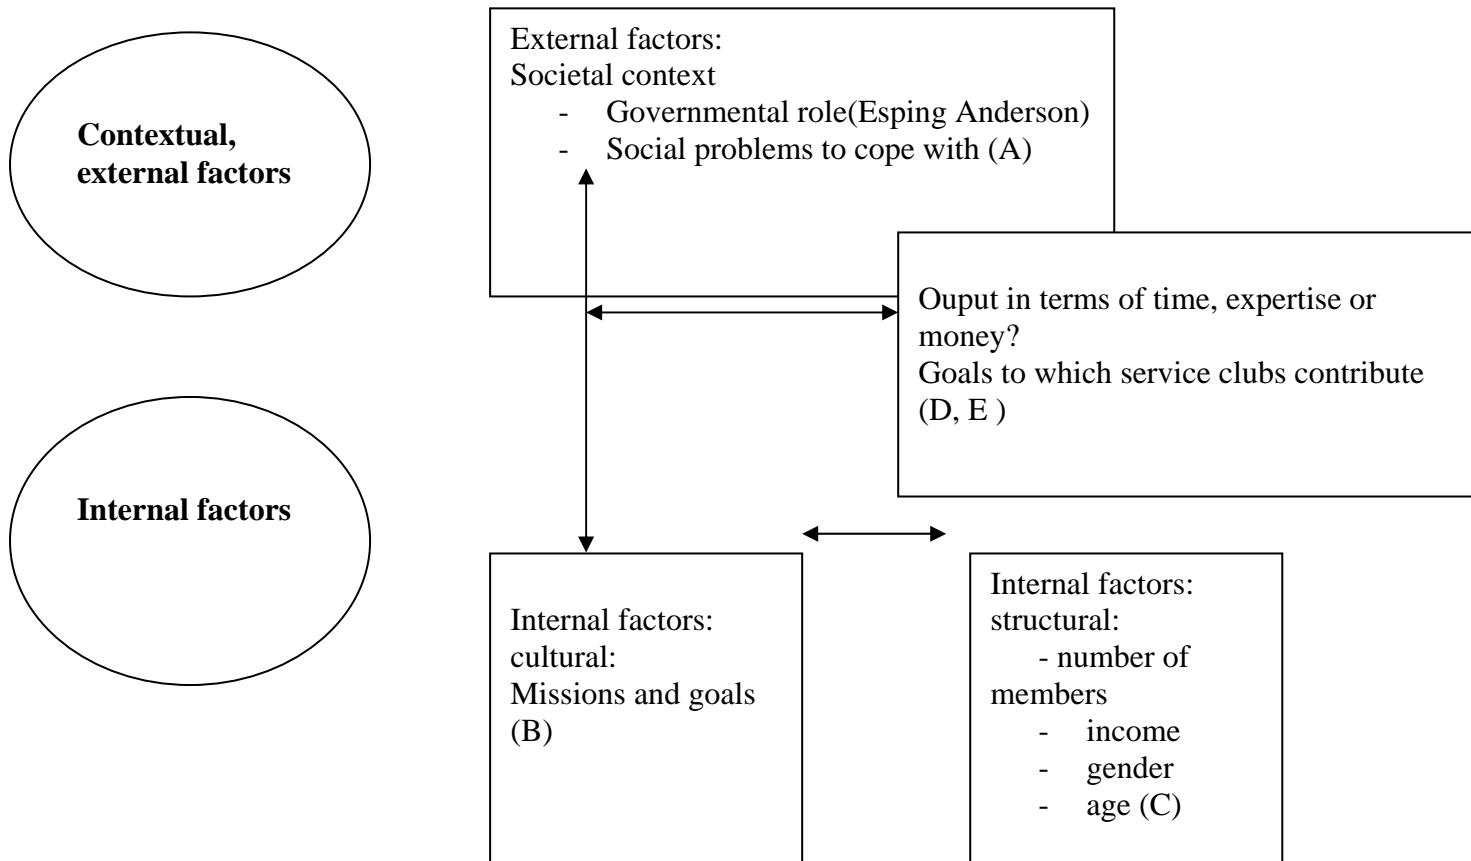 Contextual,
external factors
External factors:
Societal context
- Governmental role(Esping Anderson)
- Social problems to cope with (A)
Ouput in terms of time, expertise or
money?
Goals to which service clubs contribute
(D, E )
Internal factors
Internal factors:
cultural:
Missions and goals
(B)
Internal factors:
structural:
- number of
members
- income
- gender
- age (C)